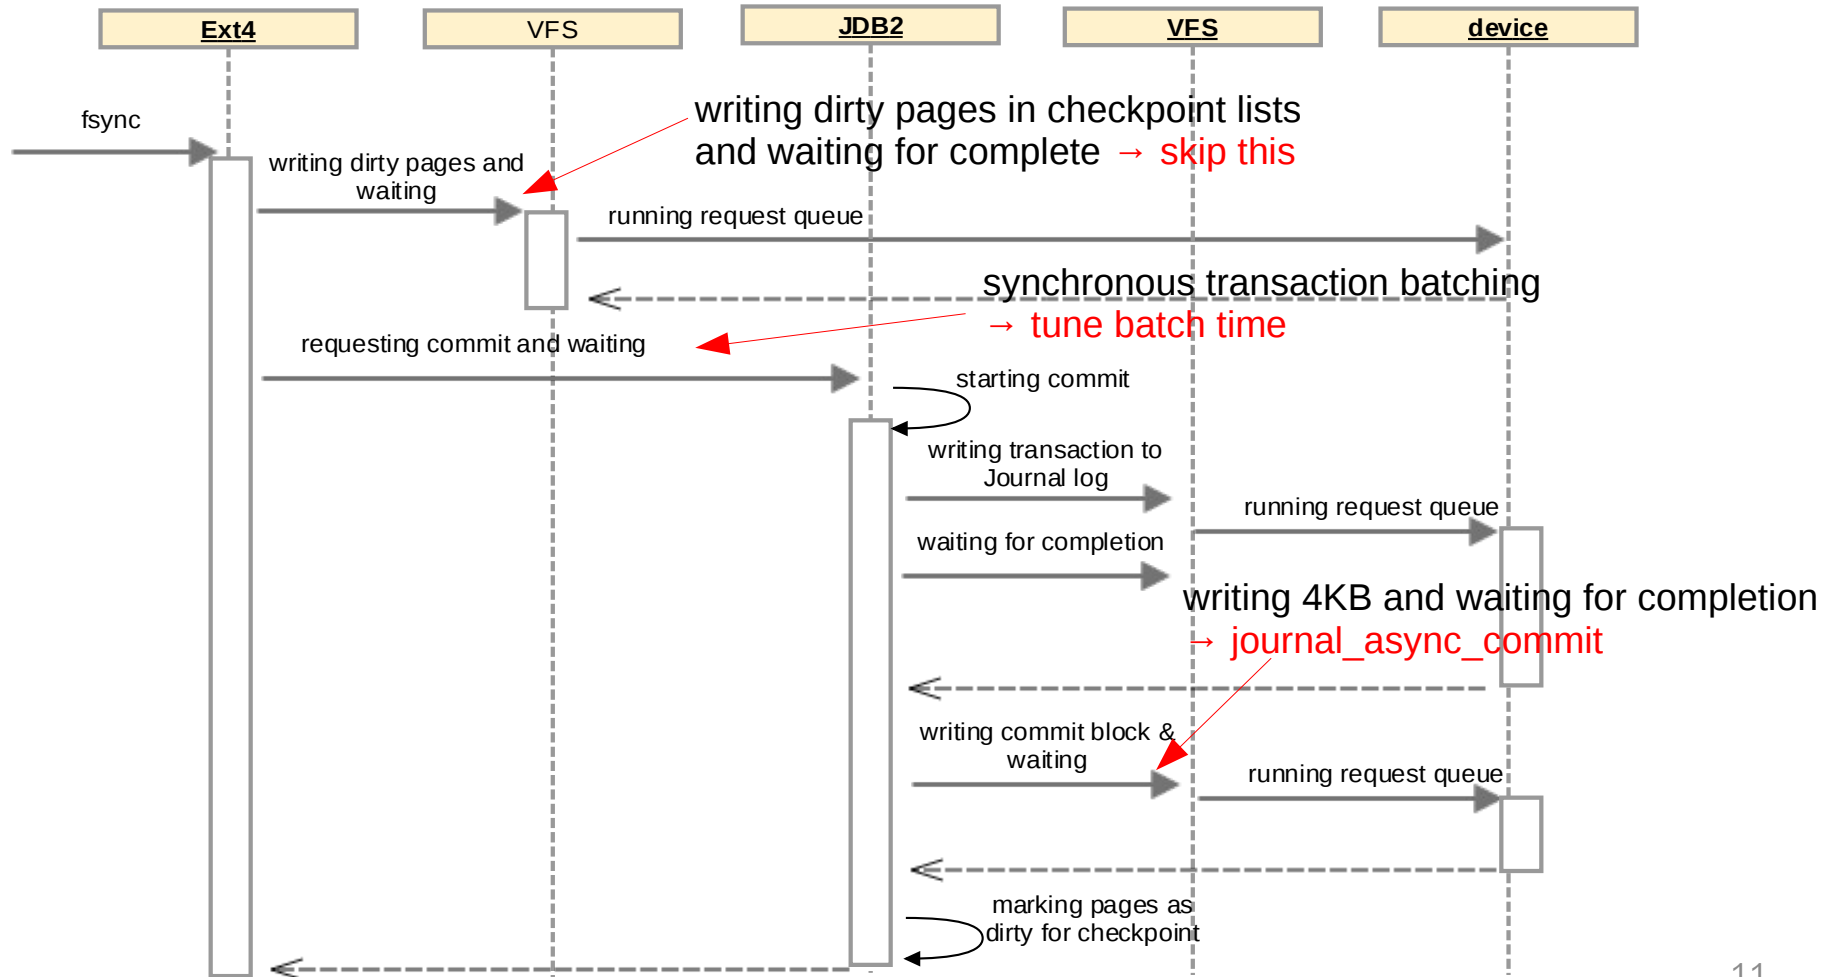 Ext4
VFS
JDB2
VFS
device
fsync
writing dirty pages in checkpoint lists
and waiting for complete → skip this
writing dirty pages and
waiting
running request queue
synchronous transaction batching
→ tune batch time
requesting commit and waiting
starting commit
writing transaction to
Journal log
running request queue
waiting for completion
writing 4KB and waiting for completion
→ journal_async_commit
writing commit block &
waiting
running request queue
marking pages as
dirty for checkpoint
11